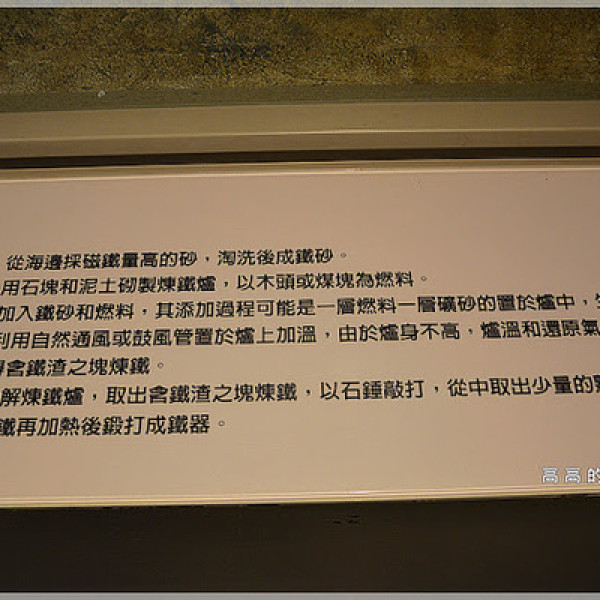 從海邊採磁鐵量高的砂，淘洗後成鐵砂。
用石塊和泥土砌製煉鐵爐，以木頭或煤塊為燃料。
加入鐵砂和燃料，其添加過程可能是一層燃料一層礦砂的置於爐中，
利用自然通風或鼓風管置於爐上加溫，由於爐身不高，爐溫和還原氣
含鐵渣之塊煉鐵。
解煉鐵爐，取出含鐵渣之塊煉鐵，以石錘敲打，從中取出少量的
鐵再加熱後鍛打成鐵器。
高高的